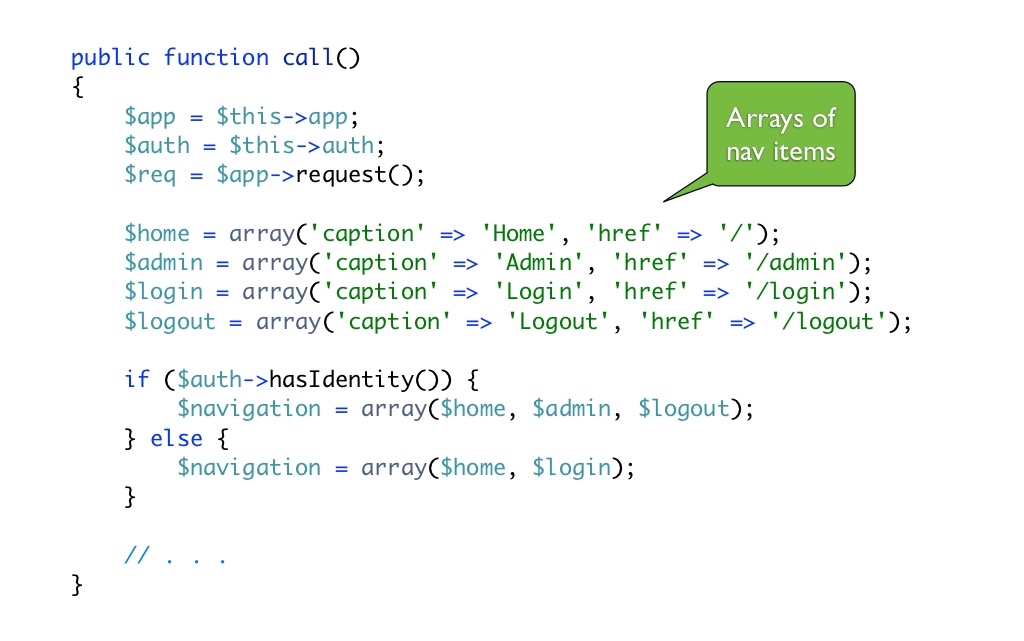 public function call()
{
    $app = $this->app;
    $auth = $this->auth;
    $req = $app->request();
Arrays of
nav items
    $home = array('caption' => 'Home', 'href' => '/');
    $admin = array('caption' => 'Admin', 'href' => '/admin');
    $login = array('caption' => 'Login', 'href' => '/login');
    $logout = array('caption' => 'Logout', 'href' => '/logout');
    if ($auth->hasIdentity()) {
        $navigation = array($home, $admin, $logout);
    } else {
        $navigation = array($home, $login);
    }
    // . . .
}